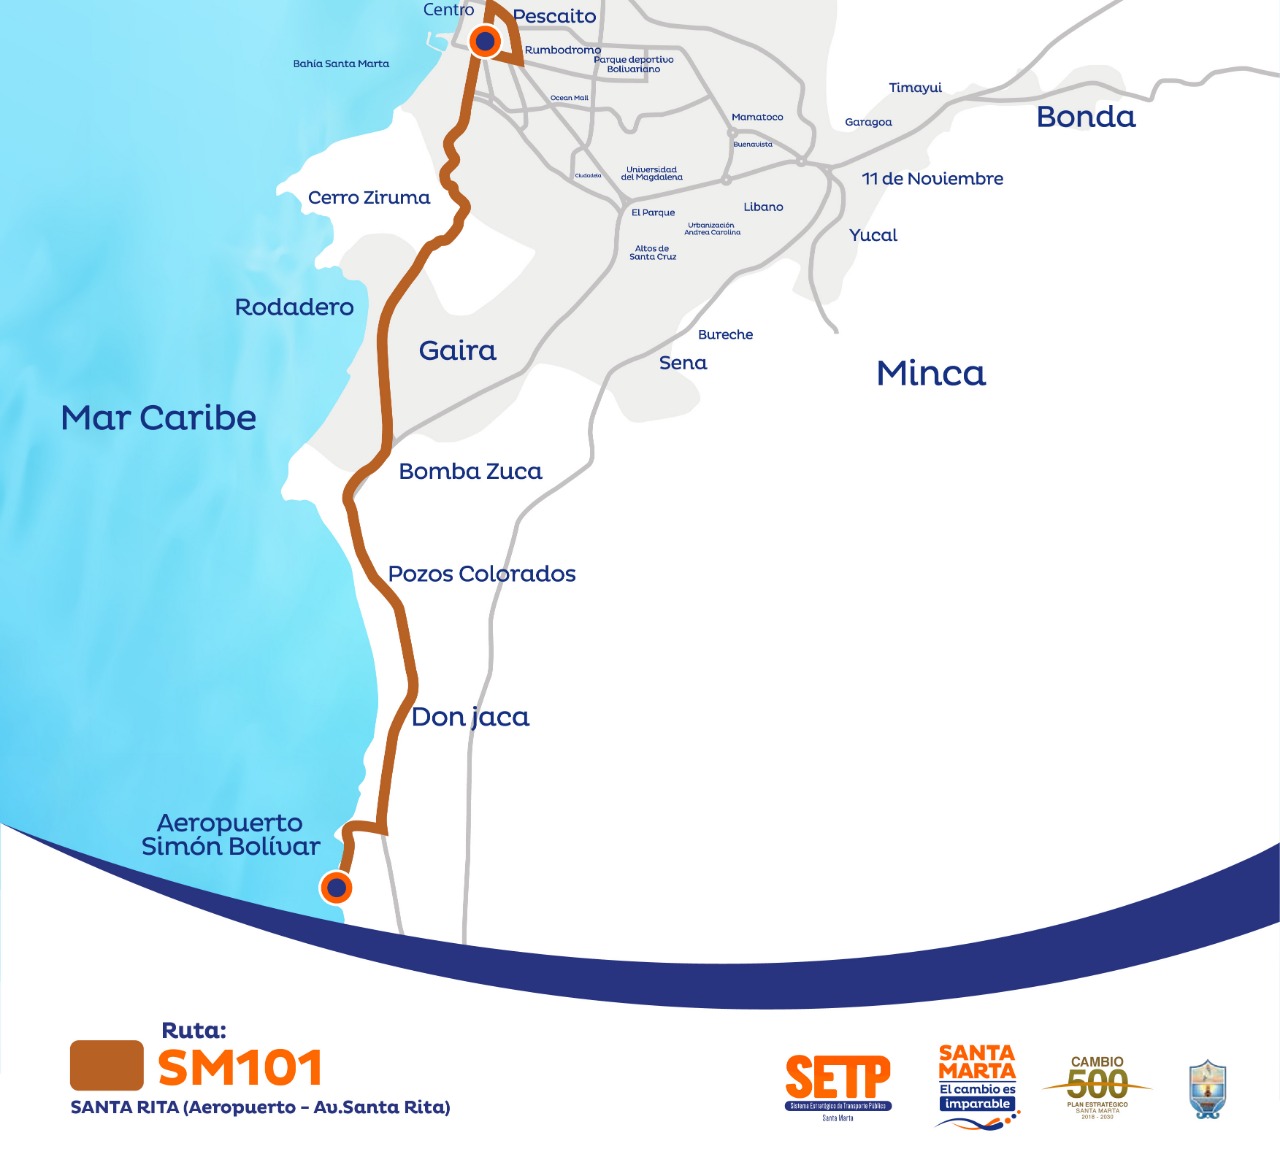 Centro
Pescaito
Rumbodromo
Bahía Santa Marta
Parque deportivo
Bolivariano
Timayui
Ocean Mall
Bonda
Mamatoco
Garagoa
Buenavista
Universidad
del Magdalena
Ciudadela
11 de Noviembre
Cerro Ziruma
El Parque
Libano
Urbanización
Andrea Carolina
Yucal
Altos de
Santa Cruz
Rodadero
Bureche
Gaira
Sena
Minca
Mar Caribe
Bomba Zuca
Pozos Colorados
Don jaca
Aeropuerto
Simón Bolívar
Ruta:
SM101
SANTA RITA (Aeropuerto - Av.Santa Rita)
SETP
Sistema Estratégico de Transporte Público
Santa Marta
SANTA
MARTA
El cambio es
imparable
CAMBIO
500
PLAN ESTRATÉGICO
SANTA MARTA
2018 - 2030